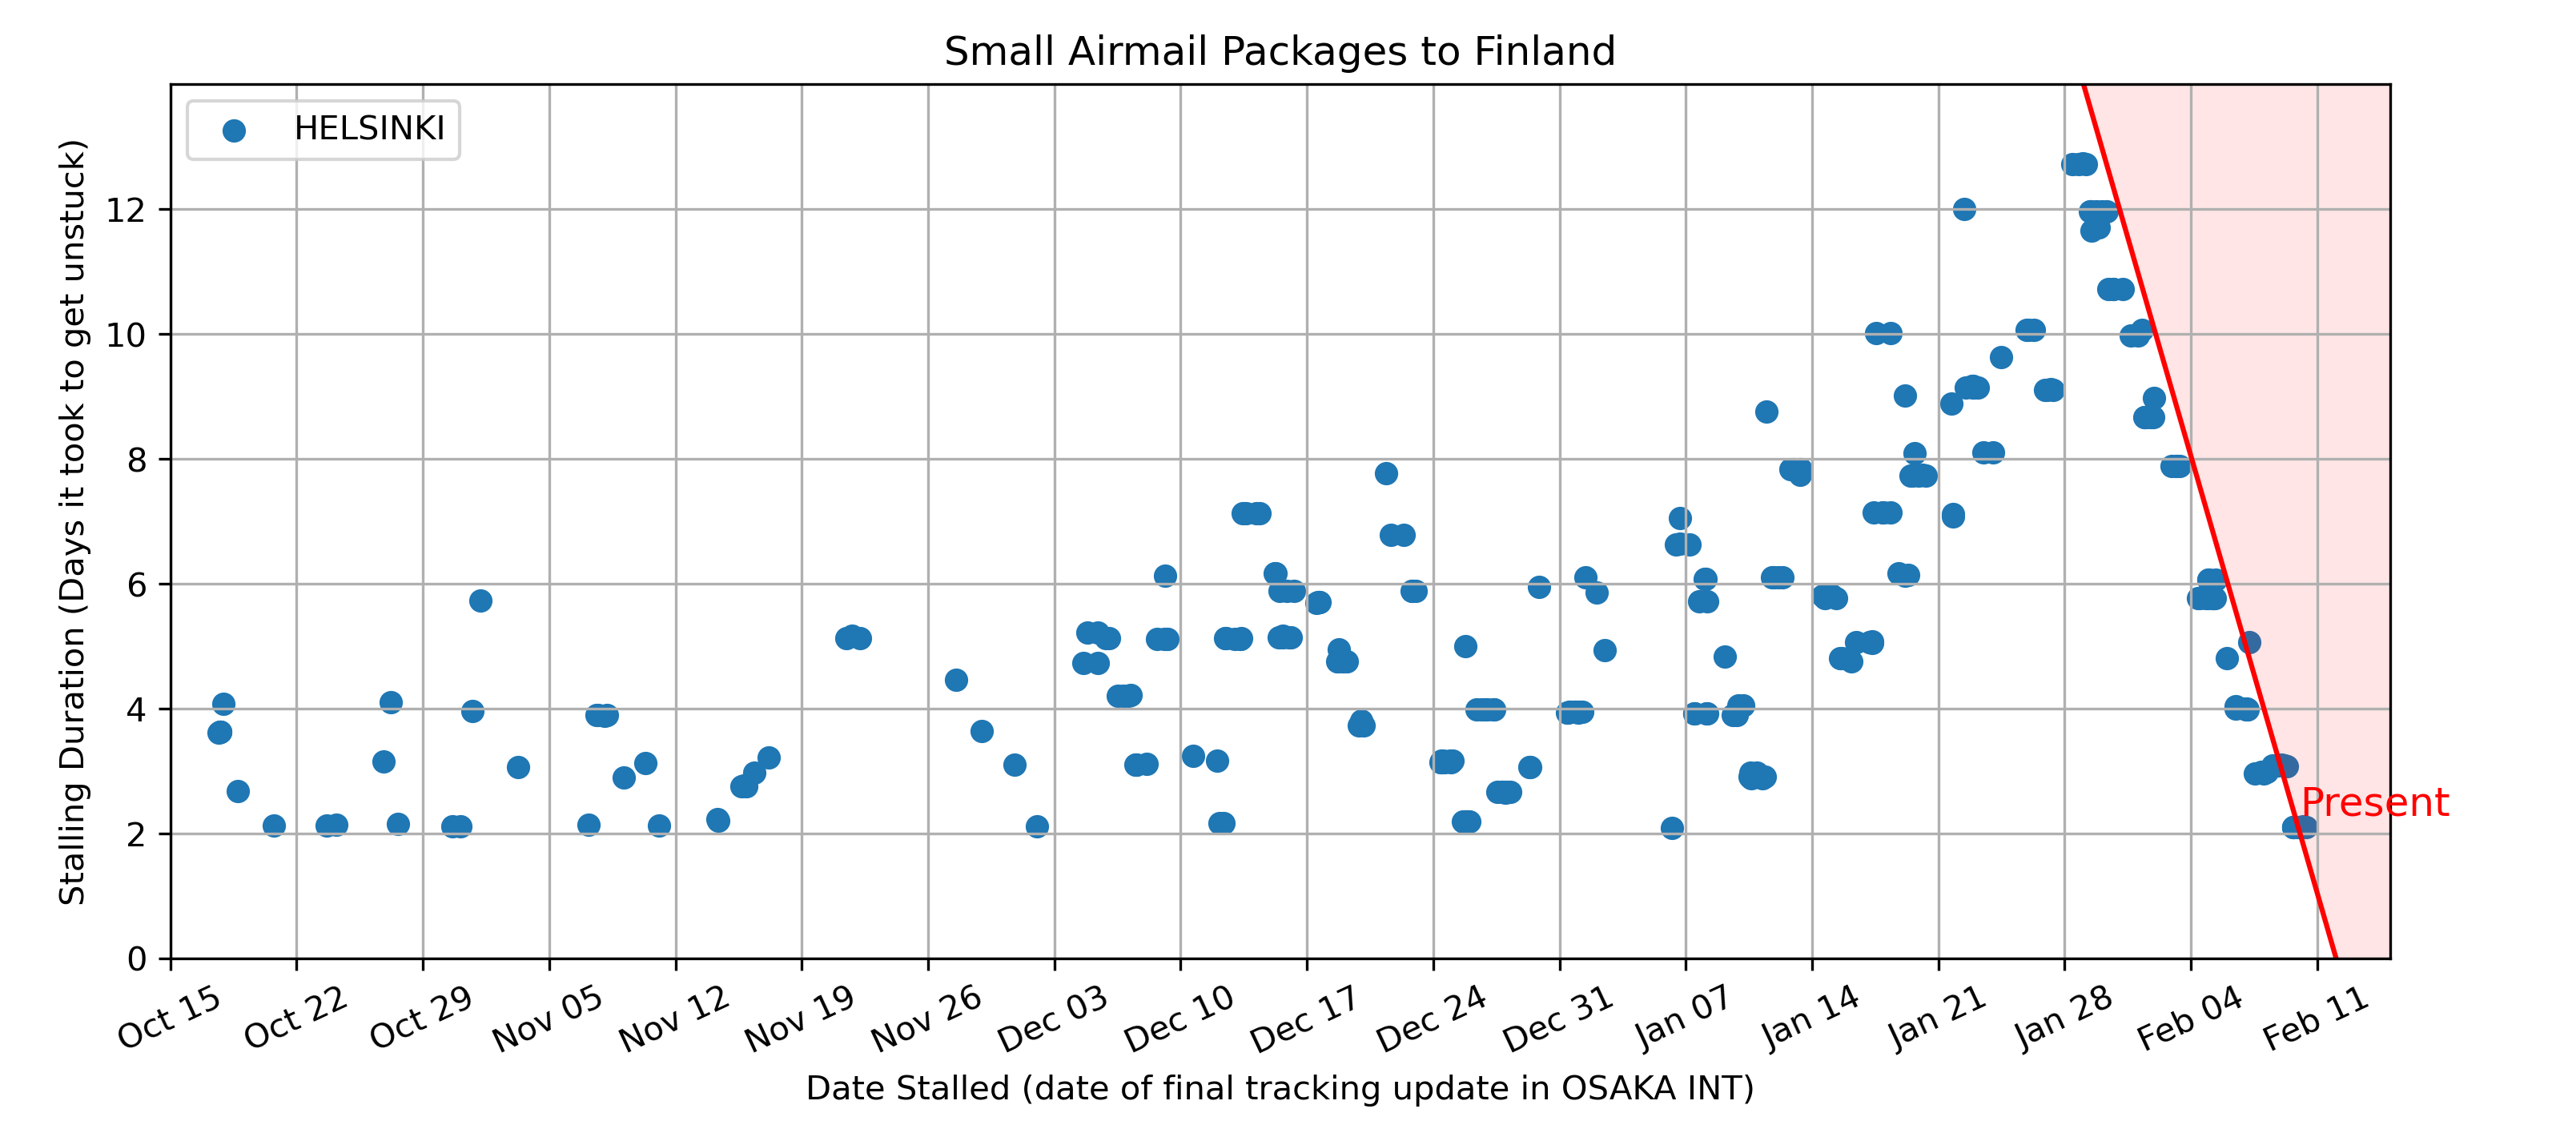 Small Airmail Packages to Finland
HELSINKI
Stalling Duration (Days it took to get unstuck)
12
10
8
6
4
2
0
Present
Oct 15
Oct 22
Oct 29
Nov 05
Nov 12
Nov 19
Nov 26
Dec 03
Dec 10
Dec 17
Dec 24
Dec 31
Jan 07
Jan 14
Jan 21
Jan 28
Feb 04
Feb 11
Date Stalled (date of final tracking update in OSAKA INT)